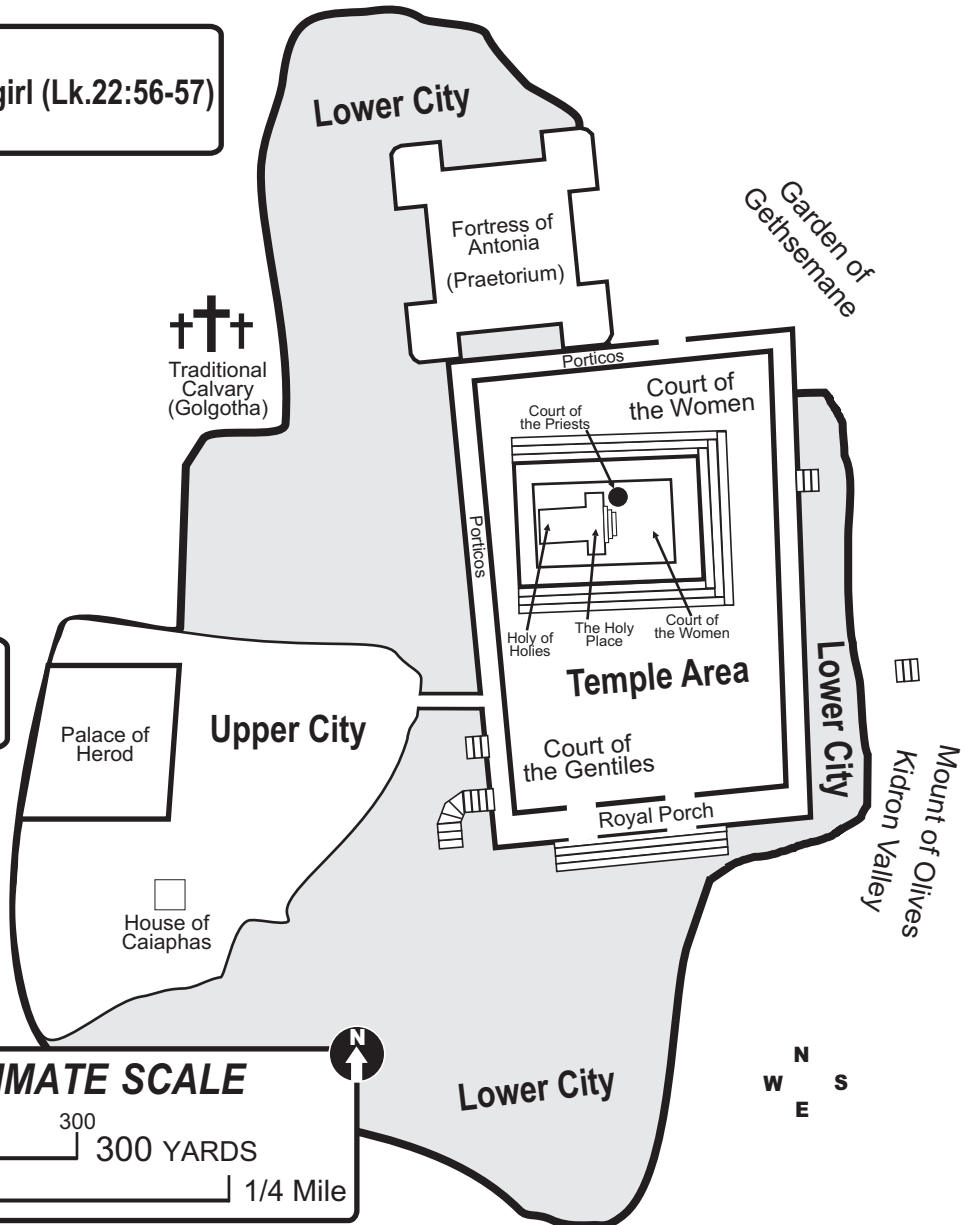 girl (Lk.22:56-57)
Lower City
Fortress of
Antonia
(Praetorium)
Garden of
Gethsemane
Traditional
Calvary
(Golgotha)
Porticos
Court of
the Women
Court of
the Priests
Porticos
Holy of
Holies
The Holy
Place
Court of
the Women
Temple Area
Lower City
Palace of
Herod
Upper City
Court of
the Gentiles
Royal Porch
Mount of Olives
Kidron Valley
House of
Caiaphas
N
IMATE SCALE
300
300 YARDS
1/4 Mile
Lower City
N
W S
E